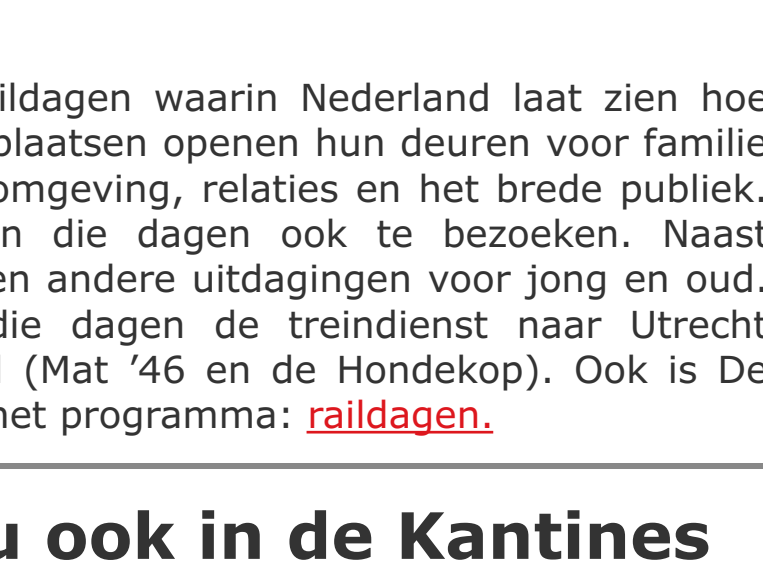 ildagen waarin Nederland laat zien hoe
plaatsen openen hun deuren voor familie
omgeving, relaties en het brede publiek.
n die dagen ook te bezoeken. Naast
en andere uitdagingen voor jong en oud.
die dagen de treindienst naar Utrecht
(Mat ’46 en de Hondekop). Ook is De
het programma: raildagen.
u ook in de Kantines